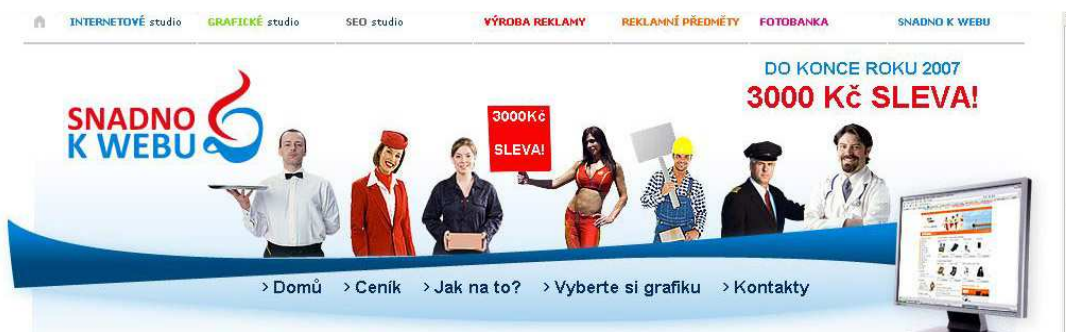 INTERNETOVÉ studio
GRAFICKÉ studio
SEO studio
VÝROBA REKLAMY
REKLAMNÍ PŘEDMĚTY
FOTOBANKA
SNADNO K WEBU
DO KONCE ROKU 2007
3000 Kč SLEVA!
SNADNO
K WEBU
3000Kč
SLEVA!
> Domů
> Ceník
> Jak na to?
> Vyberte si grafiku
> Kontakty